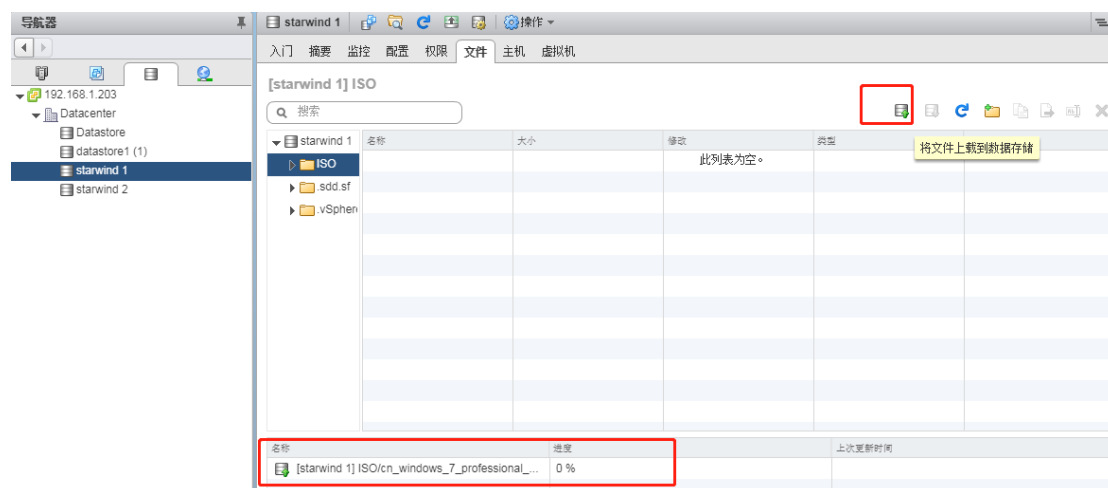 导航器
starwind 1
操作
入门 摘要 监控 配置 权限 文件 主机 虚拟机
192.168.1.203
Datacenter
Datastore
datastore1 (1)
starwind 1
starwind 2
[starwind 1] ISO
搜索
将文件上载到数据存储
starwind 1
ISO
.sdd.sf
.vSphere
名称 大小 修改 类型
此列表为空。
名称 进度 上次更新时间
[starwind 1] ISO/cn_windows_7_professional_... 0 %